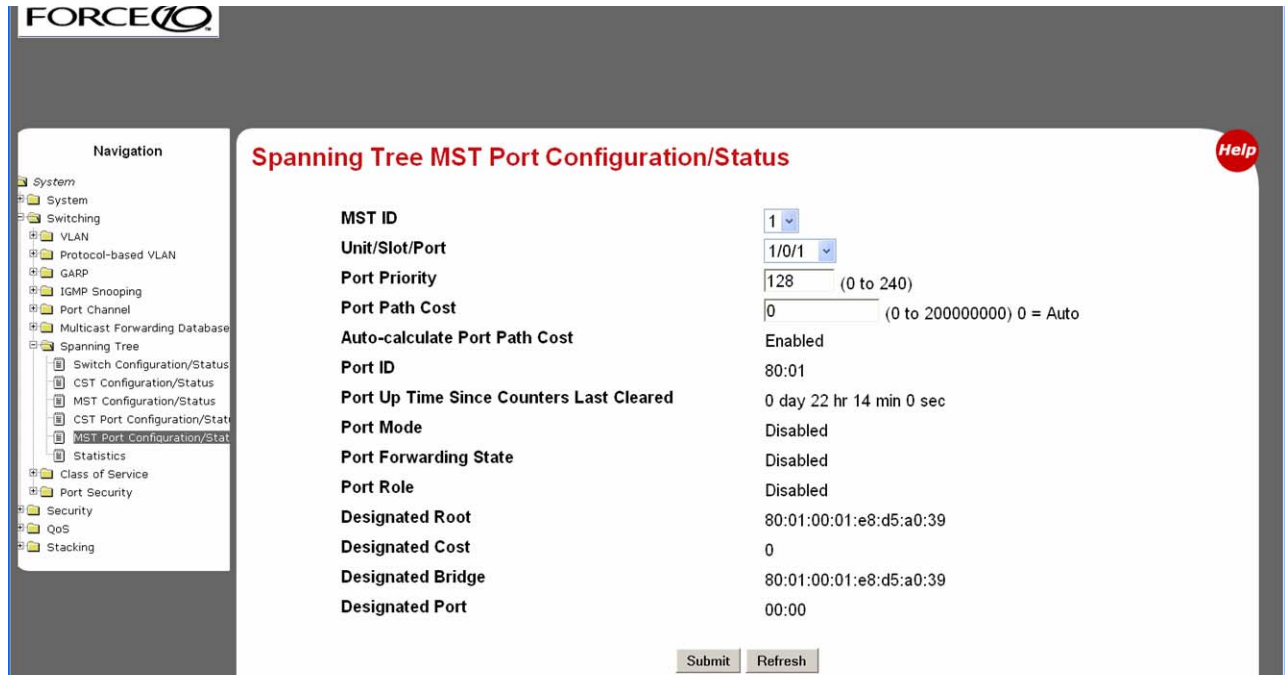 FORCE10
Navigation
System
System
Switching
VLAN
Protocol-based VLAN
GARP
IGMP Snooping
Port Channel
Multicast Forwarding Database
Spanning Tree
Switch Configuration/Status
CST Configuration/Status
MST Configuration/Status
CST Port Configuration/Stat
MST Port Configuration/Stat
Statistics
Class of Service
Port Security
Security
QoS
Stacking
Spanning Tree MST Port Configuration/Status
Help
MST ID 1
Unit/Slot/Port 1/0/1
Port Priority 128 (0 to 240)
Port Path Cost 0 (0 to 200000000) 0 = Auto
Auto-calculate Port Path Cost Enabled
Port ID 80:01
Port Up Time Since Counters Last Cleared 0 day 22 hr 14 min 0 sec
Port Mode Disabled
Port Forwarding State Disabled
Port Role Disabled
Designated Root 80:01:00:01:e8:d5:a0:39
Designated Cost 0
Designated Bridge 80:01:00:01:e8:d5:a0:39
Designated Port 00:00
Submit Refresh